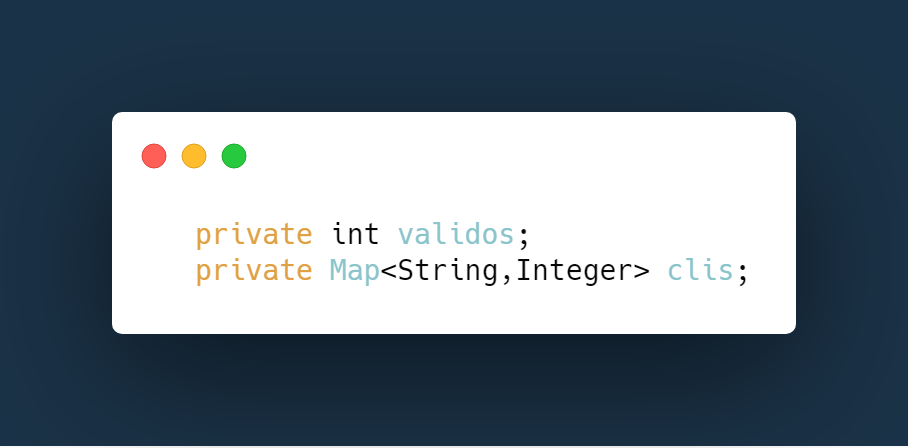 private int validos;
private Map<String,Integer> clis;